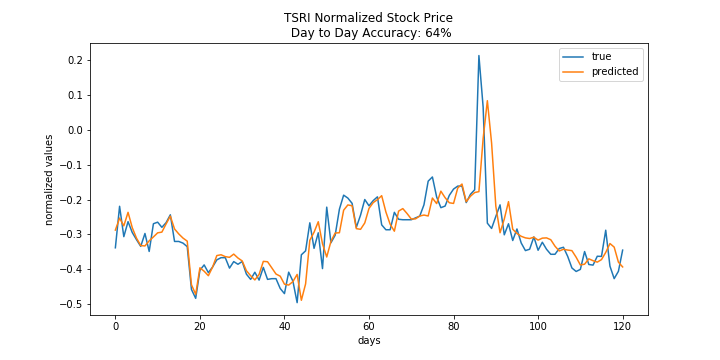 TSRI Normalized Stock Price
Day to Day Accuracy: 64%
true
predicted
normalized values
0.2
0.1
0.0
−0.1
−0.2
−0.3
−0.4
−0.5
0 20 40 60 80 100 120
days